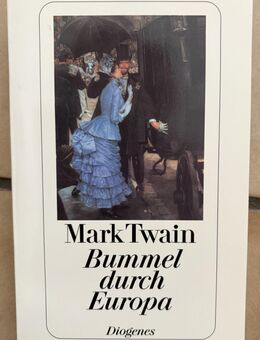 Mark Twain
Bummel
durch
Europa
Diogenes